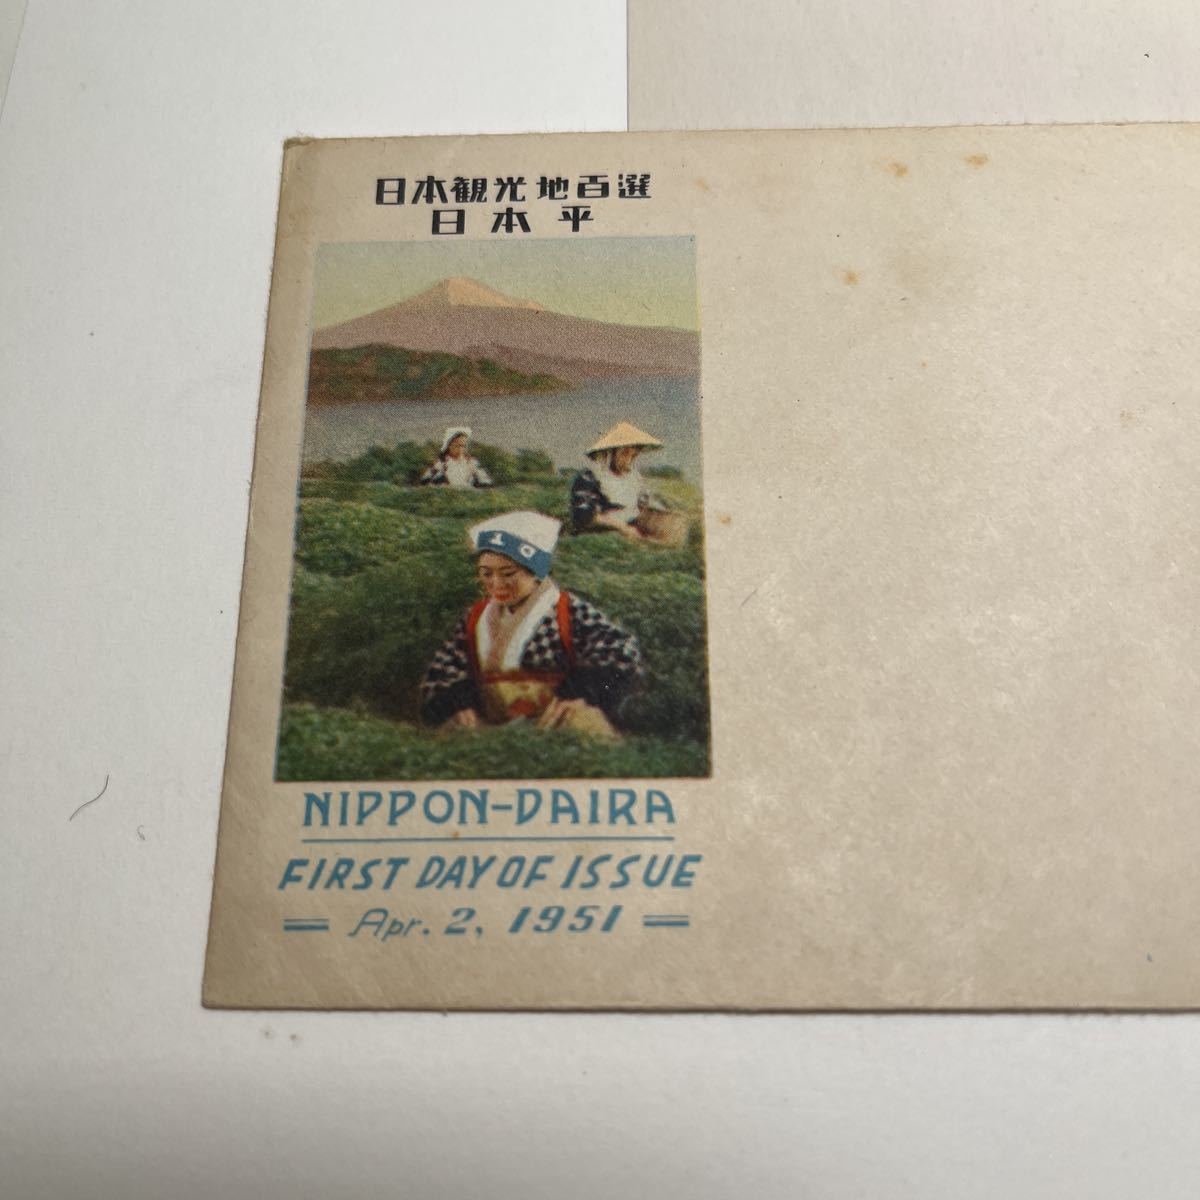 日本観光地百選
日本平
NIPPON-DAIRA
FIRST DAY OF ISSUE
Apr. 2, 1951